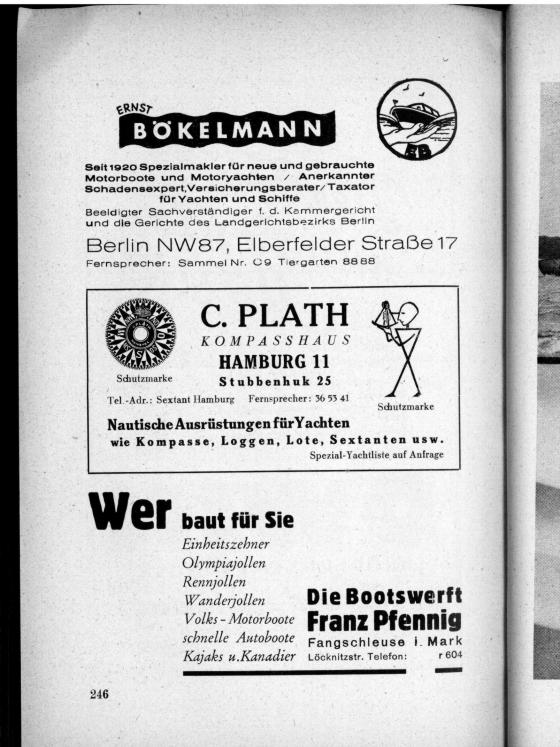 ERNST
BÖKELMANN
EB
Seit 1920 Spezialmakler für neue und gebrauchte
Motorboote und Motoryachten / Anerkannter
Schadensexpert, Versicherungsberater / Taxator
für Yachten und Schiffe
Beeidigter Sachverständiger f. d. Kammergericht
und die Gerichte des Landgerichtsbezirks Berlin
Berlin NW87, Elberfelder Straße 17
Fernsprecher: Sammel Nr. C9 Tiergarten 8888
C. PLATH
KOMPASSHAUS
HAMBURG 11
Stubbenhuk 25
Schutzmarke
Tel.-Adr.: Sextant Hamburg Fernsprecher: 36 53 41
Schutzmarke
Nautische Ausrüstungen für Yachten
wie Kompasse, Loggen, Lote, Sextanten usw.
Spezial-Yachtliste auf Anfrage
Wer baut für Sie
Einheitszehner
Olympiajollen
Rennjollen
Wanderjollen
Volks-Motorboote
schnelle Autoboote
Kajaks u. Kanadier
Die Bootswerft
Franz Pfennig
Fangschleuse i. Mark
Löcknitzstr. Telefon: r 604
246